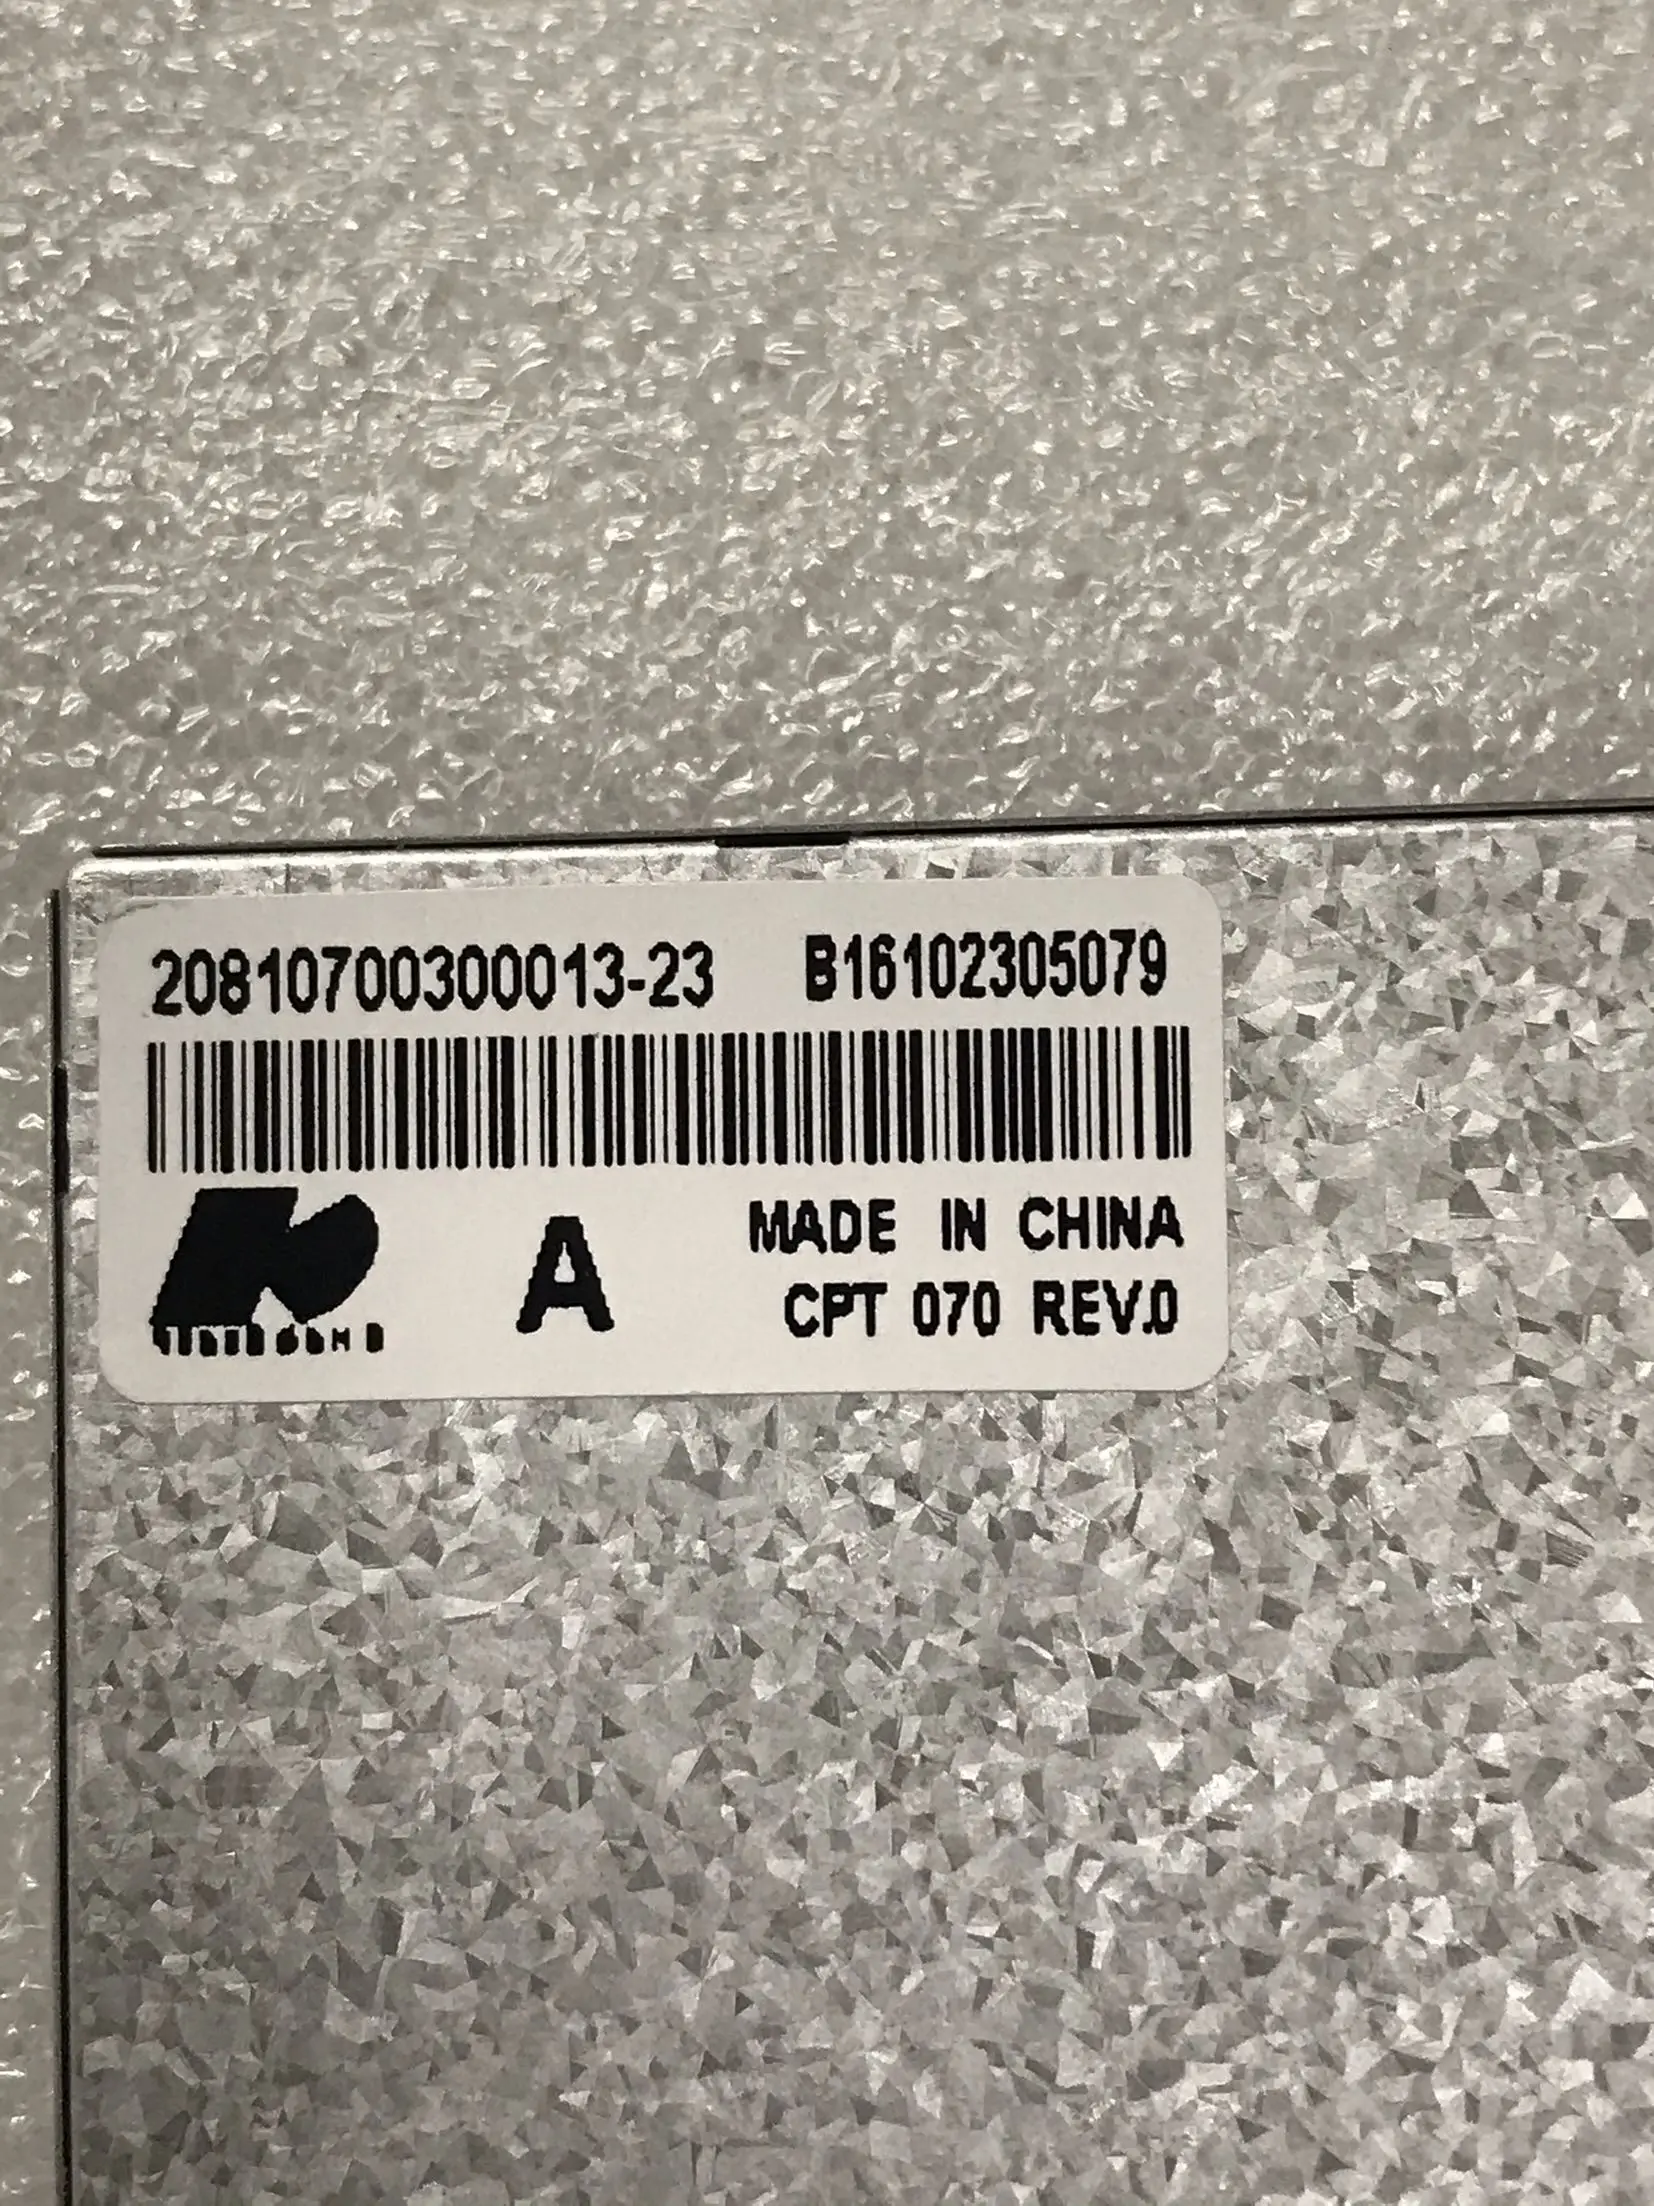 20810700300013-23 B16102305079
A
MADE IN CHINA
CPT 070 REV.0